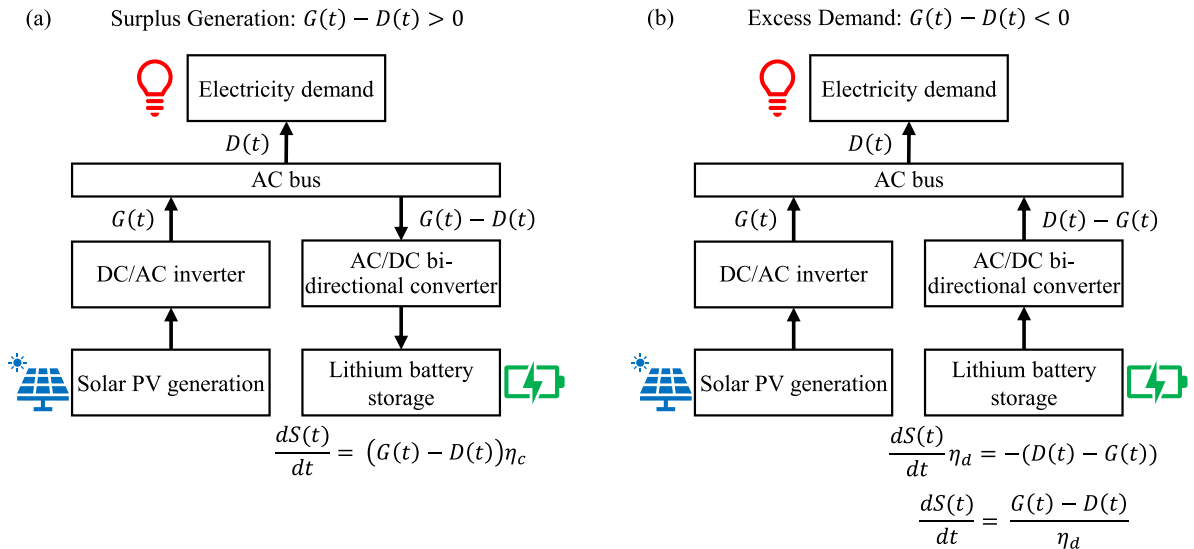 (a) Surplus Generation: G(t) − D(t) > 0
Electricity demand
D(t)
AC bus
G(t)
G(t) − D(t)
DC/AC inverter
AC/DC bi-
directional converter
Solar PV generation
Lithium battery
storage
dS(t)/dt = (G(t) − D(t))η_c
(b) Excess Demand: G(t) − D(t) < 0
Electricity demand
D(t)
AC bus
G(t)
D(t) − G(t)
DC/AC inverter
AC/DC bi-
directional converter
Solar PV generation
Lithium battery
storage
dS(t)/dt η_d = −(D(t) − G(t))
dS(t)/dt = G(t) − D(t)/η_d